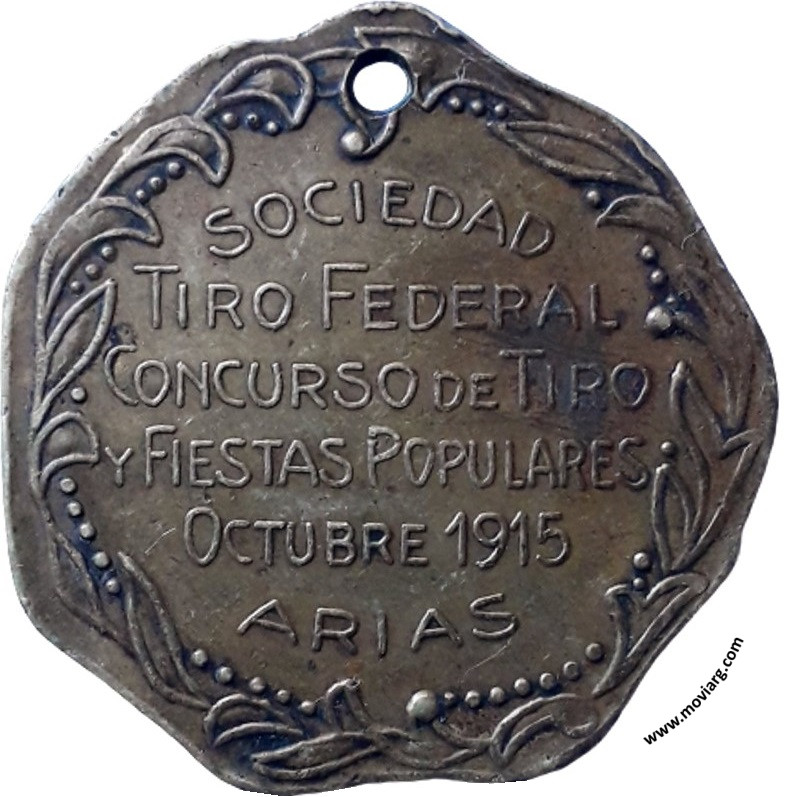 SOCIEDAD
TIRO FEDERAL
CONCURSO DE TIRO
Y FIESTAS POPULARES
OCTUBRE 1915
ARIAS
www.moviarg.com